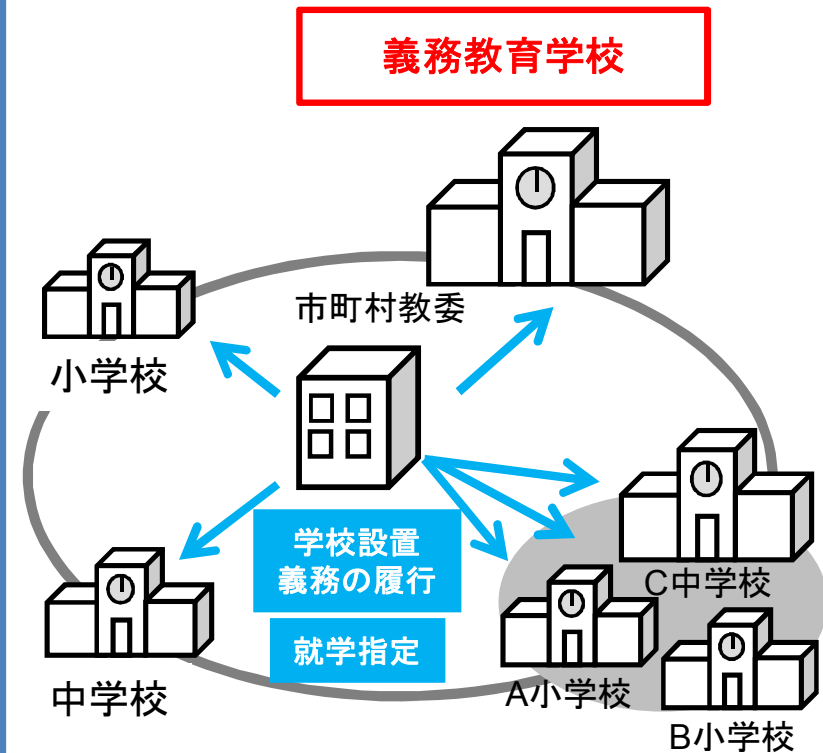 義務教育学校
市町村教委
小学校
学校設置
義務の履行
就学指定
C中学校
A小学校
中学校
B小学校